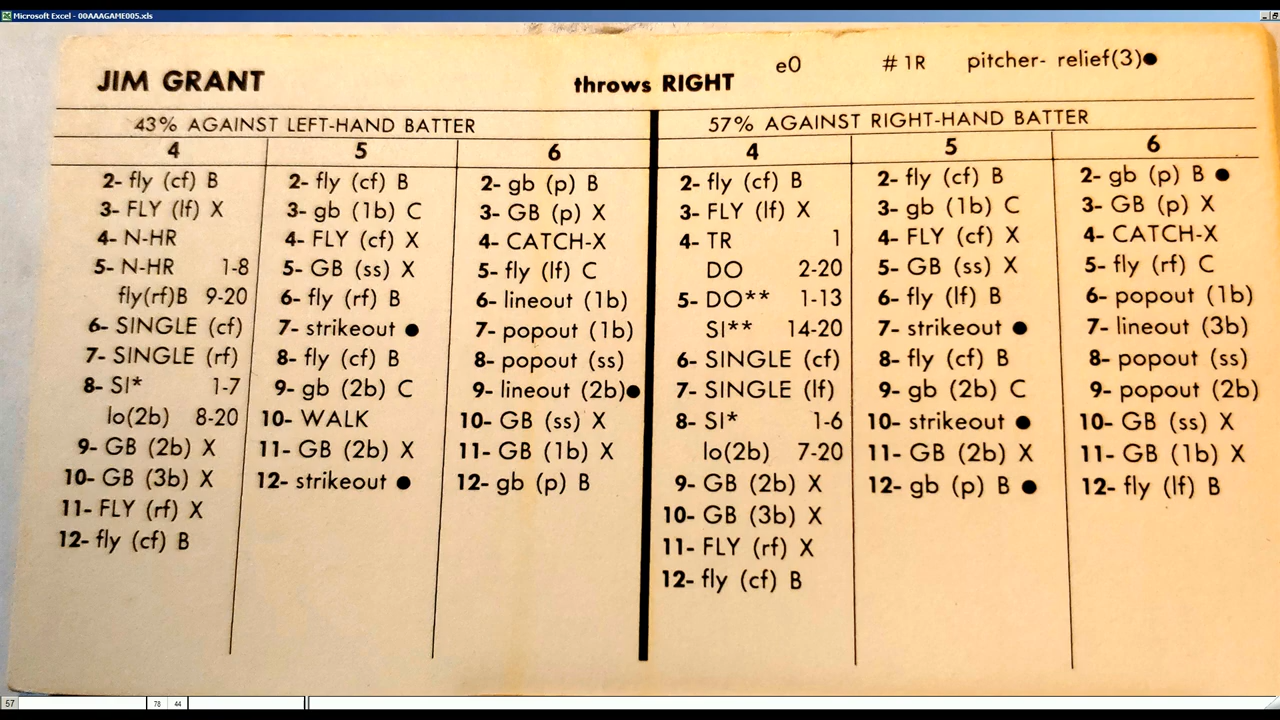 Microsoft Excel - 00AAAGAME005.xls
JIM GRANT throws RIGHT e0 # 1R pitcher- relief(3)●
43% AGAINST LEFT-HAND BATTER
4 5 6
2- fly (cf) B
3- FLY (lf) X
4- N-HR
5- N-HR 1-8
fly(rf)B 9-20
6- SINGLE (cf)
7- SINGLE (rf)
8- SI* 1-7
lo(2b) 8-20
9- GB (2b) X
10- GB (3b) X
11- FLY (rf) X
12- fly (cf) B
2- fly (cf) B
3- gb (1b) C
4- FLY (cf) X
5- GB (ss) X
6- fly (rf) B
7- strikeout ●
8- fly (cf) B
9- gb (2b) C
10- WALK
11- GB (2b) X
12- strikeout ●
2- gb (p) B
3- GB (p) X
4- CATCH-X
5- fly (lf) C
6- lineout (1b)
7- popout (1b)
8- popout (ss)
9- lineout (2b)●
10- GB (ss) X
11- GB (1b) X
12- gb (p) B
57% AGAINST RIGHT-HAND BATTER
4 5 6
2- fly (cf) B
3- FLY (lf) X
4- TR 1
DO 2-20
5- DO** 1-13
SI** 14-20
6- SINGLE (cf)
7- SINGLE (lf)
8- SI* 1-6
lo(2b) 7-20
9- GB (2b) X
10- GB (3b) X
11- FLY (rf) X
12- fly (cf) B
2- fly (cf) B
3- gb (1b) C
4- FLY (cf) X
5- GB (ss) X
6- fly (lf) B
7- strikeout ●
8- fly (cf) B
9- gb (2b) C
10- strikeout ●
11- GB (2b) X
12- gb (p) B ●
2- gb (p) B ●
3- GB (p) X
4- CATCH-X
5- fly (rf) C
6- popout (1b)
7- lineout (3b)
8- popout (ss)
9- popout (2b)
10- GB (ss) X
11- GB (1b) X
12- fly (lf) B
57 78 44